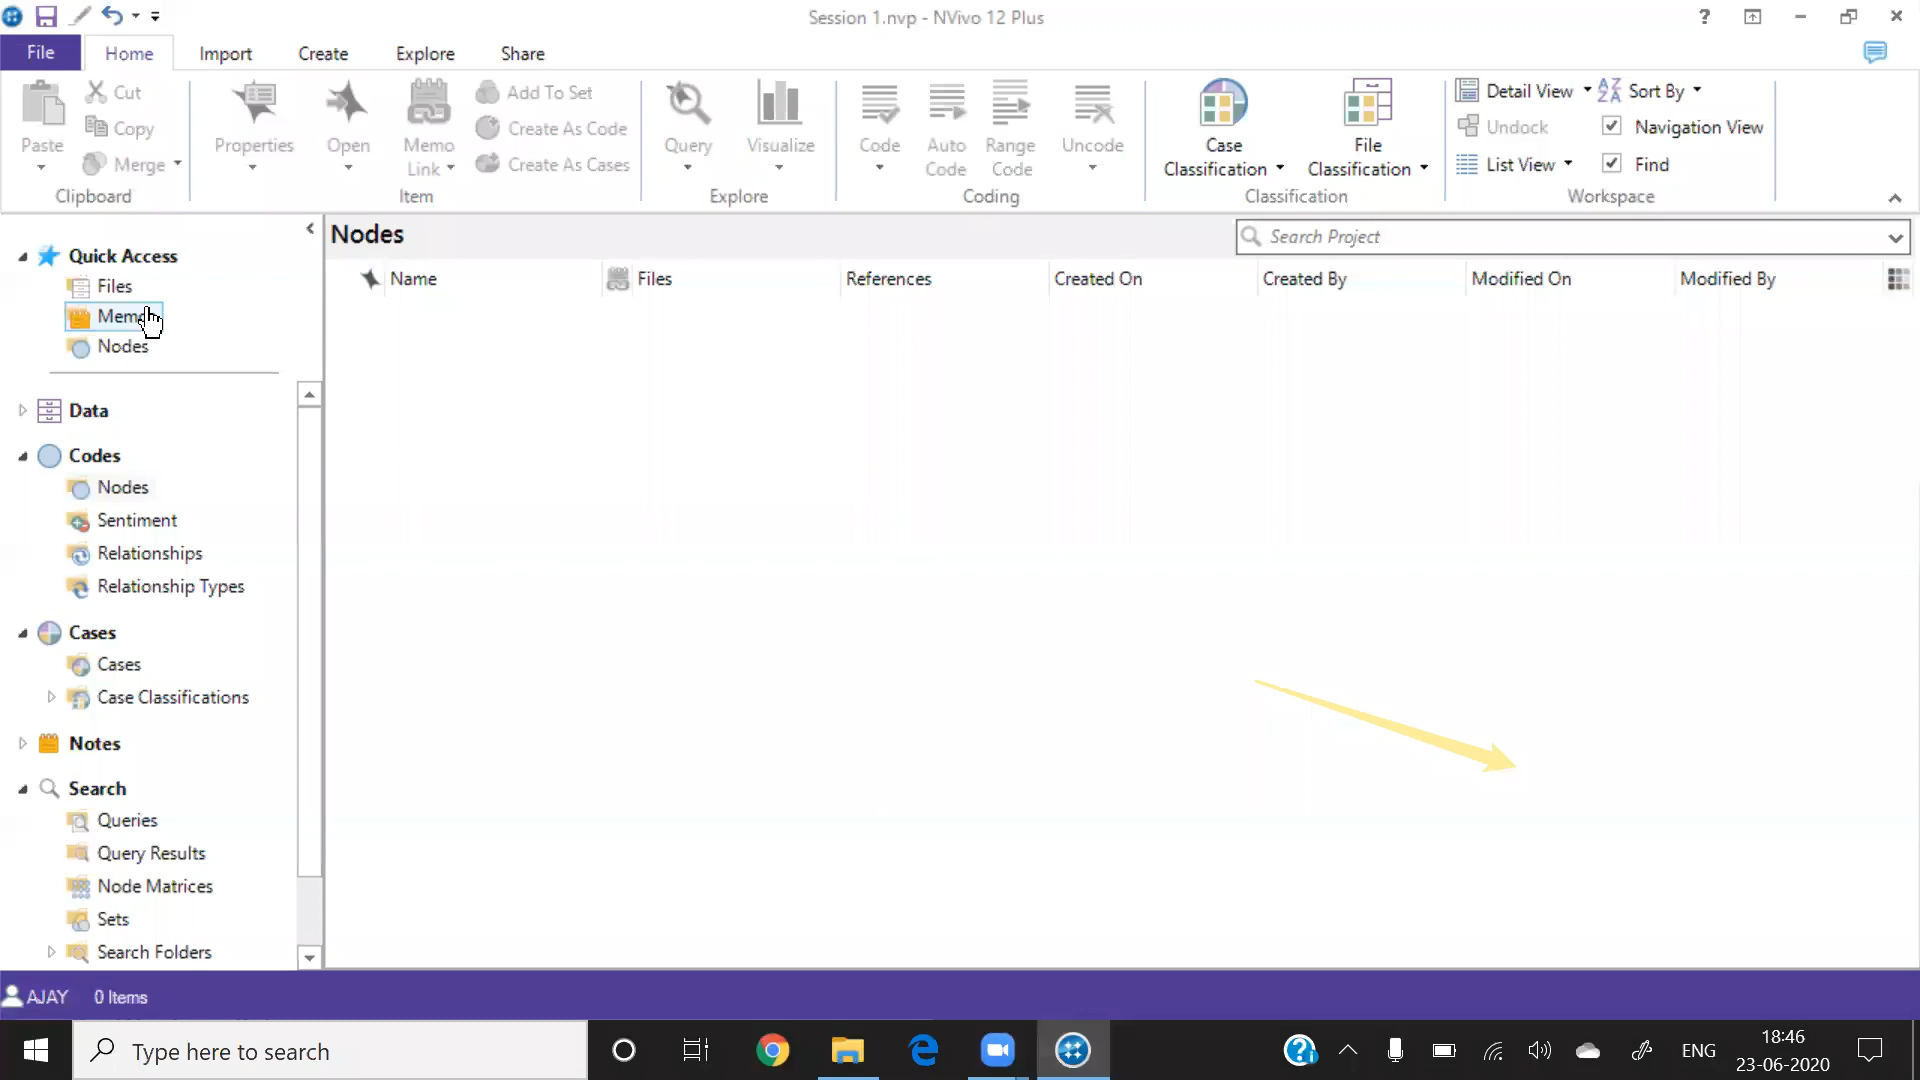 Session 1.nvp - NVivo 12 Plus
File Home Import Create Explore Share
Paste
Cut
Copy
Merge
Clipboard
Properties
Open
Memo
Link
Add To Set
Create As Code
Create As Cases
Item
Query
Visualize
Explore
Code
Auto
Code
Range
Code
Uncode
Coding
Case
Classification
File
Classification
Classification
Detail View
Sort By
Undock
Navigation View
List View
Find
Workspace
Quick Access
Files
Nodes
Data
Codes
Nodes
Sentiment
Relationships
Relationship Types
Cases
Cases
Case Classifications
Notes
Search
Queries
Query Results
Node Matrices
Sets
Search Folders
Nodes
Search Project
Name Files References Created On Created By Modified On Modified By
AJAY 0 Items
Type here to search
ENG
18:46
23-06-2020